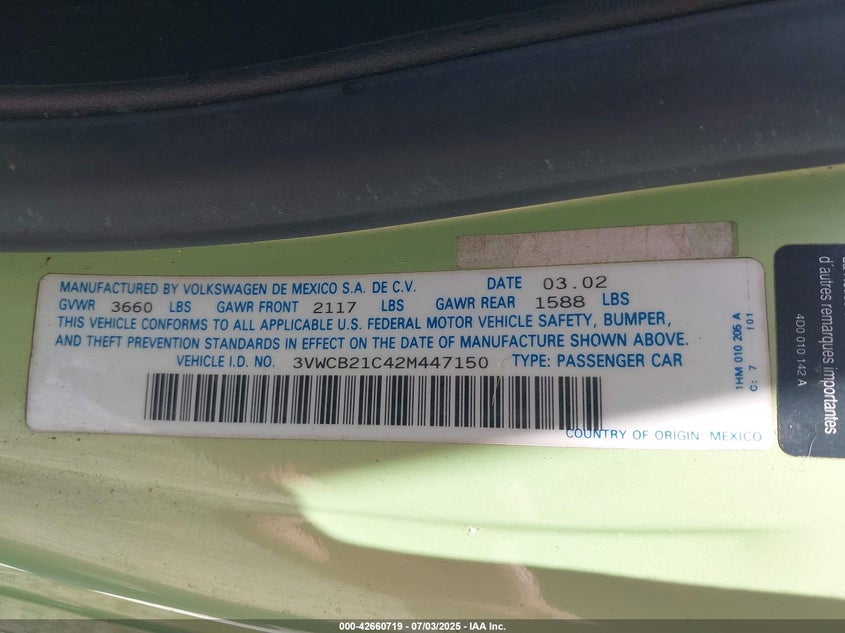 MANUFACTURED BY VOLKSWAGEN DE MEXICO S.A. DE C.V. DATE 03.02
GVWR 3660 LBS GAWR FRONT 2117 LBS GAWR REAR 1588 LBS
THIS VEHICLE CONFORMS TO ALL APPLICABLE U.S. FEDERAL MOTOR VEHICLE SAFETY, BUMPER,
AND THEFT PREVENTION STANDARDS IN EFFECT ON THE DATE OF MANUFACTURE SHOWN ABOVE.
VEHICLE I.D. NO. 3VWCB21C42M447150 TYPE: PASSENGER CAR
COUNTRY OF ORIGIN: MEXICO
1HM 010 205 A
C: 7 T01
d'autres remarques importantes
4D0 010 142 A
000-42660719 - 07/03/2025 - IAA Inc.